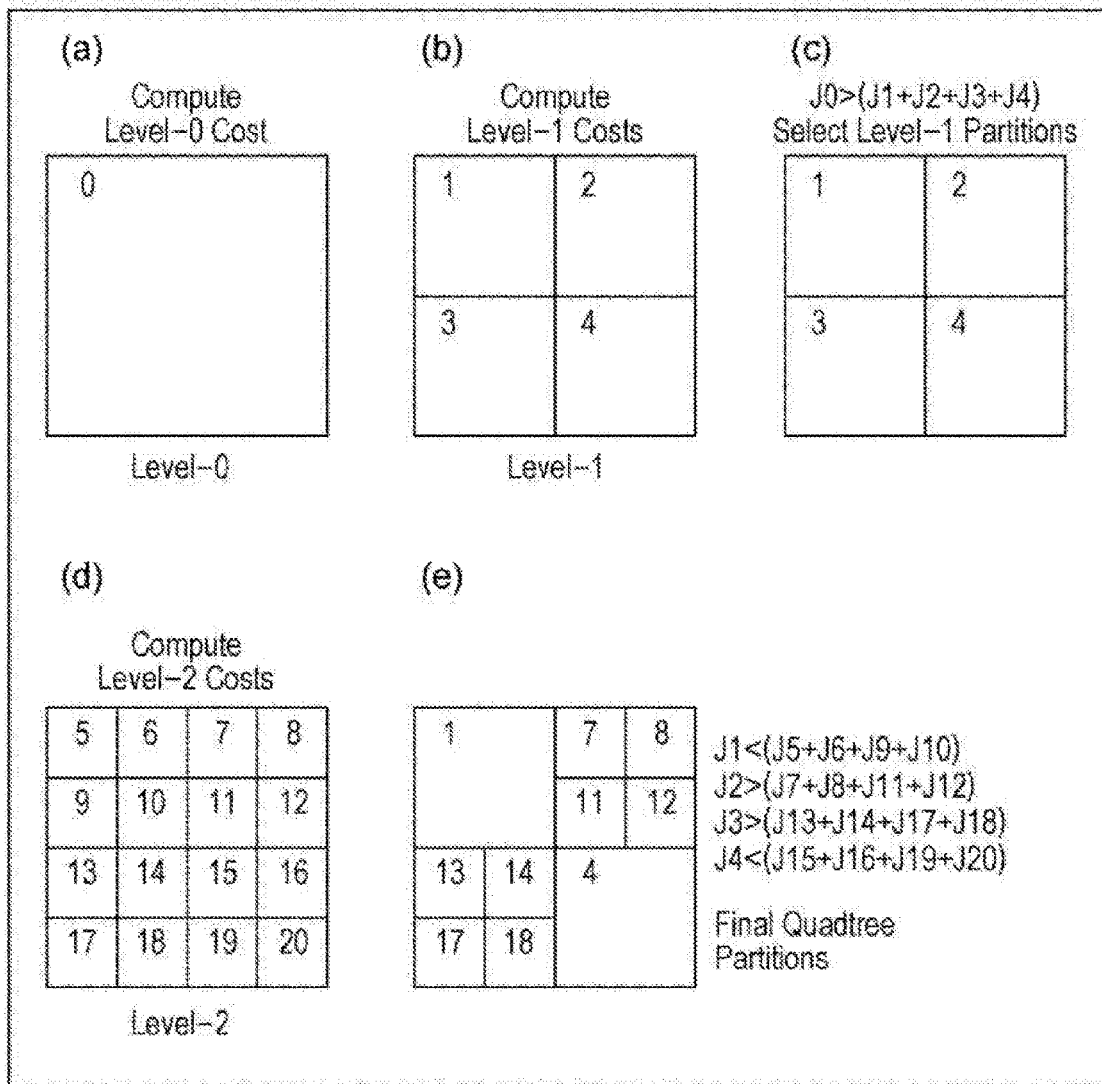 (a)
Compute
Level-0 Cost
0
Level-0
(b)
Compute
Level-1 Costs
1 2
3 4
Level-1
(c)
J0>(J1+J2+J3+J4)
Select Level-1 Partitions
1 2
3 4
(d)
Compute
Level-2 Costs
5 6 7 8
9 10 11 12
13 14 15 16
17 18 19 20
Level-2
(e)
1 7 8
11 12
13 14 4
17 18
J1<(J5+J6+J9+J10)
J2>(J7+J8+J11+J12)
J3>(J13+J14+J17+J18)
J4<(J15+J16+J19+J20)
Final Quadtree
Partitions